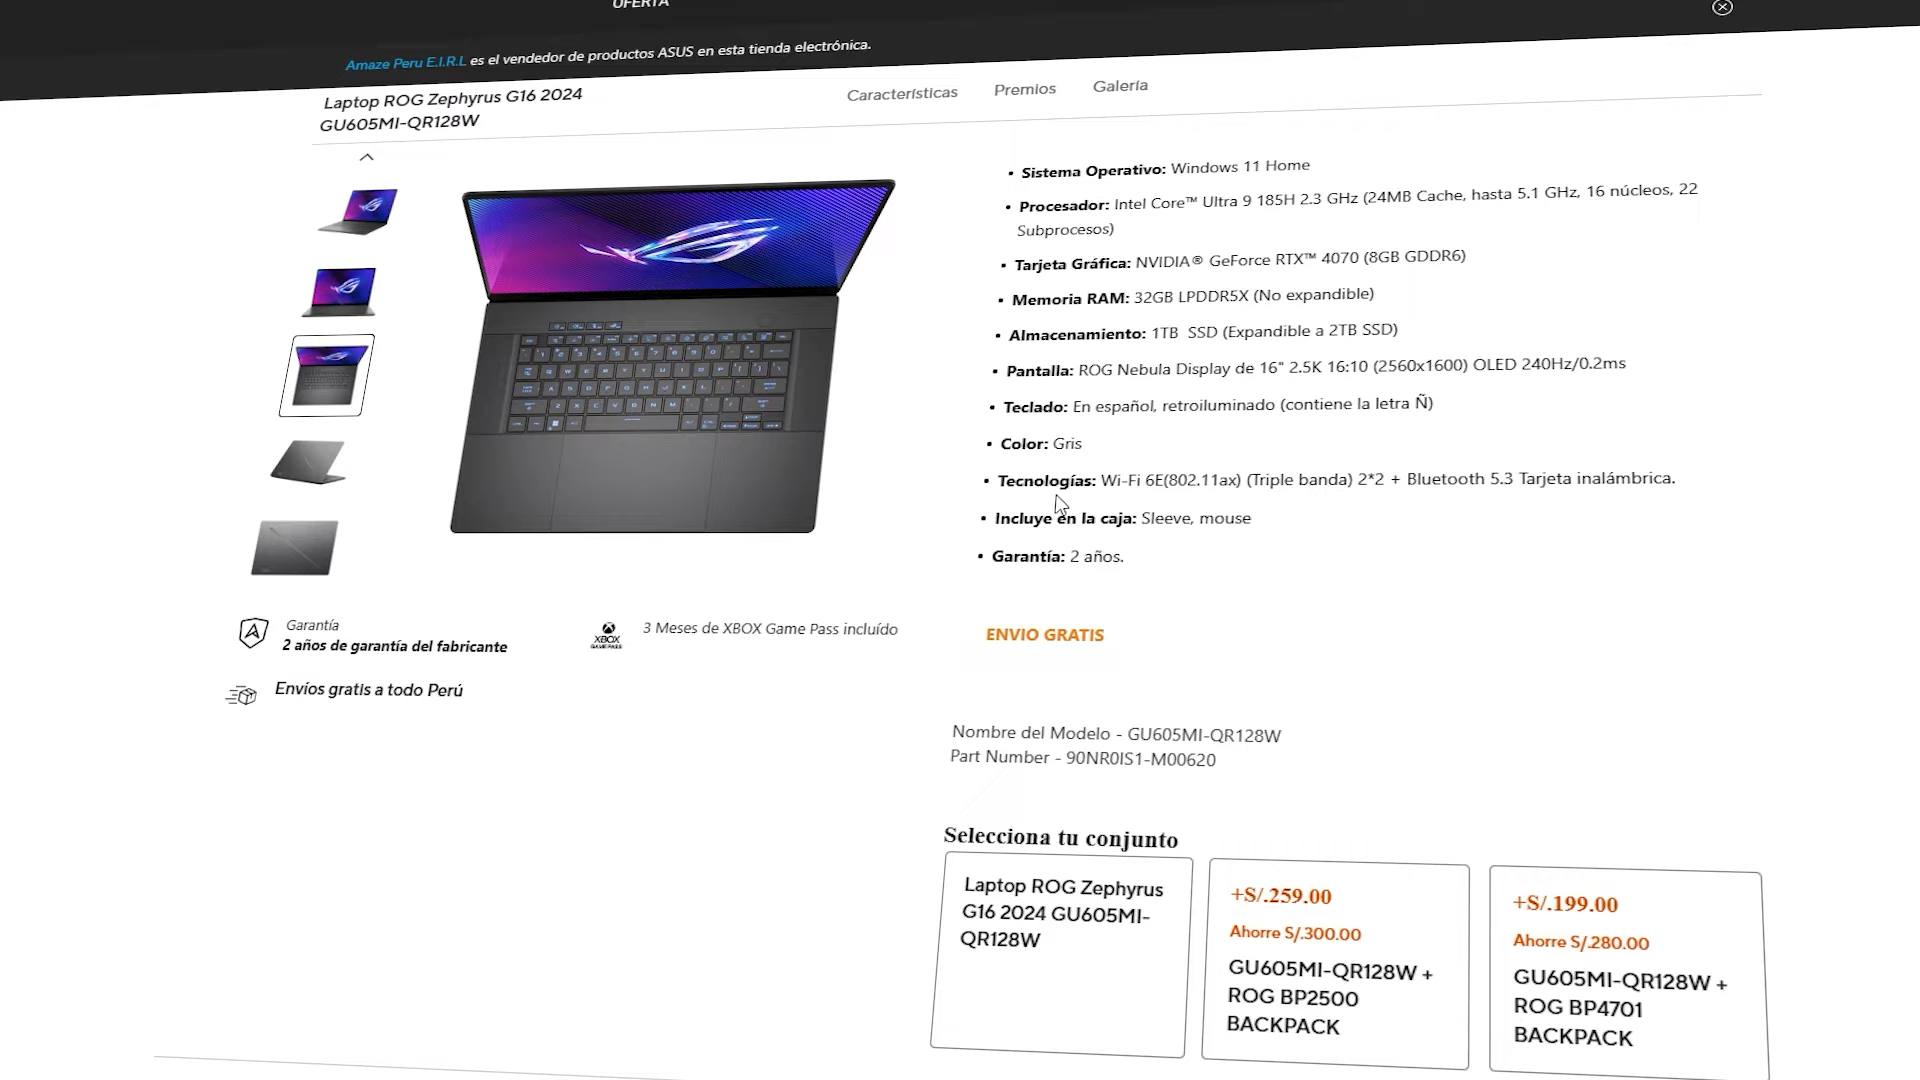 OFERTA
Amaze Peru E.I.R.L es el vendedor de productos ASUS en esta tienda electrónica.
Laptop ROG Zephyrus G16 2024
GU605MI-QR128W
Características
Premios
Galería
• Sistema Operativo: Windows 11 Home
• Procesador: Intel Core™ Ultra 9 185H 2.3 GHz (24MB Cache, hasta 5.1 GHz, 16 núcleos, 22
Subprocesos)
• Tarjeta Gráfica: NVIDIA® GeForce RTX™ 4070 (8GB GDDR6)
• Memoria RAM: 32GB LPDDR5X (No expandible)
• Almacenamiento: 1TB SSD (Expandible a 2TB SSD)
• Pantalla: ROG Nebula Display de 16" 2.5K 16:10 (2560x1600) OLED 240Hz/0.2ms
• Teclado: En español, retroiluminado (contiene la letra Ñ)
• Color: Gris
• Tecnologías: Wi-Fi 6E(802.11ax) (Triple banda) 2*2 + Bluetooth 5.3 Tarjeta inalámbrica.
• Incluye en la caja: Sleeve, mouse
• Garantía: 2 años.
Garantía
2 años de garantía del fabricante
XBOX
GAME PASS
3 Meses de XBOX Game Pass incluído
Envíos gratis a todo Perú
ENVIO GRATIS
Nombre del Modelo - GU605MI-QR128W
Part Number - 90NR0IS1-M00620
Selecciona tu conjunto
Laptop ROG Zephyrus
G16 2024 GU605MI-
QR128W
+S/.259.00
Ahorre S/.300.00
GU605MI-QR128W +
ROG BP2500
BACKPACK
+S/.199.00
Ahorre S/.280.00
GU605MI-QR128W +
ROG BP4701
BACKPACK